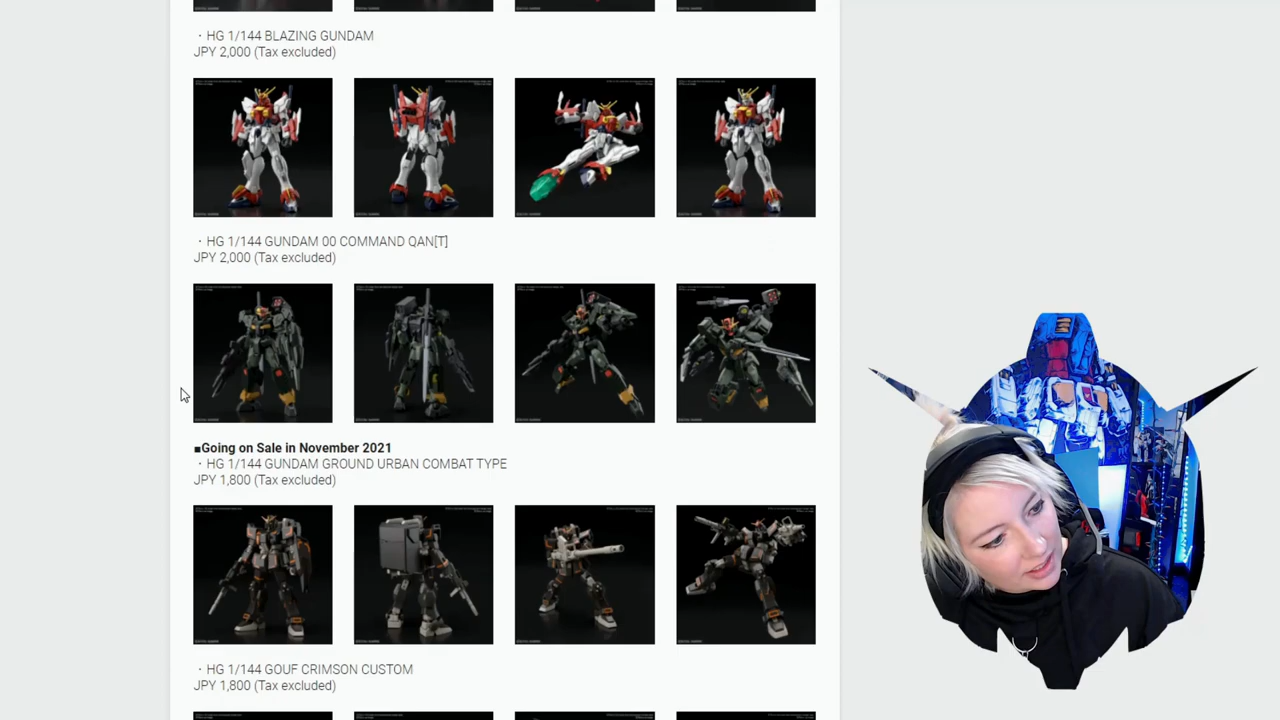 ・HG 1/144 BLAZING GUNDAM
JPY 2,000 (Tax excluded)
・HG 1/144 GUNDAM 00 COMMAND QAN[T]
JPY 2,000 (Tax excluded)
■Going on Sale in November 2021
・HG 1/144 GUNDAM GROUND URBAN COMBAT TYPE
JPY 1,800 (Tax excluded)
・HG 1/144 GOUF CRIMSON CUSTOM
JPY 1,800 (Tax excluded)